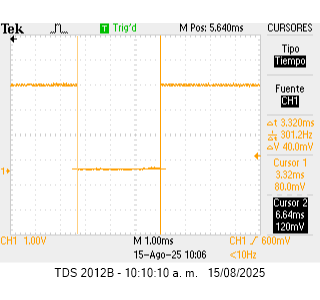 Tek T Trig'd M Pos: 5.640ms CURSORES
Tipo
Tiempo
Fuente
CH1
Δt 3.320ms
1/Δt 301.2Hz
ΔV 40.0mV
Cursor 1
3.32ms
80.0mV
Cursor 2
6.64ms
120mV
1
CH1 1.00V M 1.00ms CH1 / 600mV
15-Ago-25 10:06 <10Hz
TDS 2012B - 10:10:10 a. m. 15/08/2025